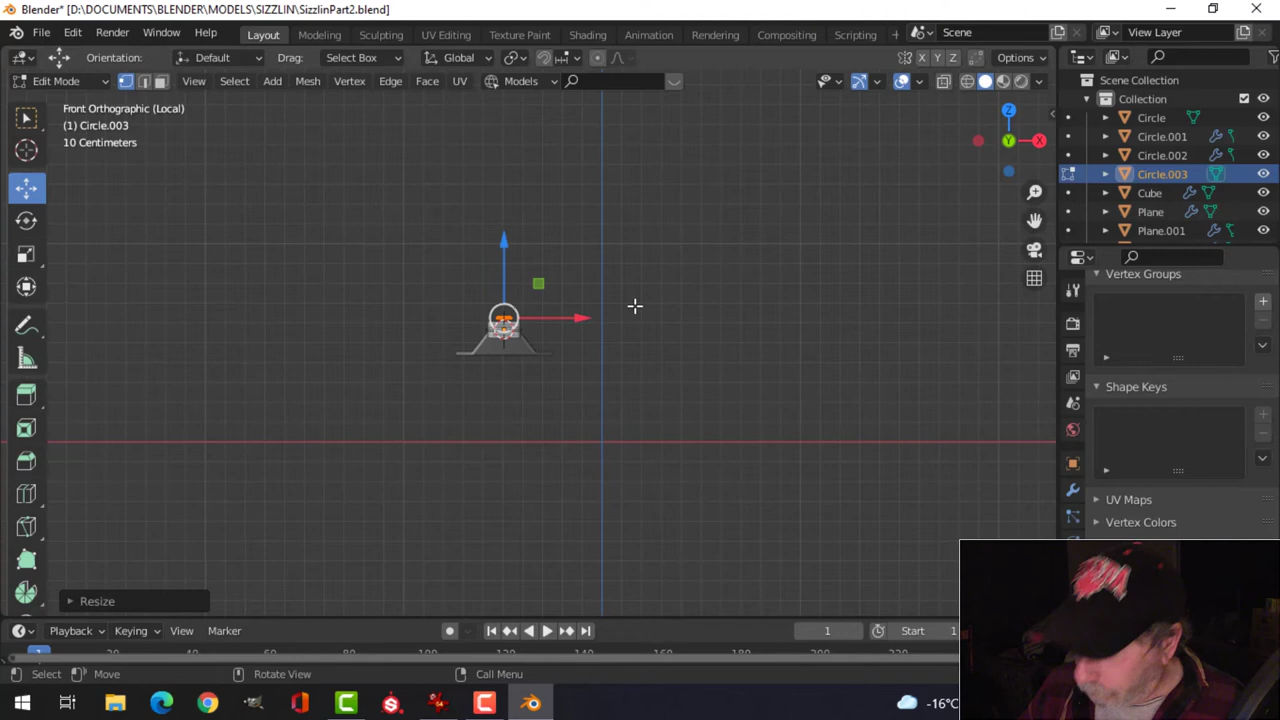 Blender* [D:\DOCUMENTS\BLENDER\MODELS\SIZZLIN\SizzlinPart2.blend]
File Edit Render Window Help Layout Modeling Sculpting UV Editing Texture Paint Shading Animation Rendering Compositing Scripting Scene View Layer
Orientation: Default Drag: Select Box Global X Y Z Options
Edit Mode View Select Add Mesh Vertex Edge Face UV Models
Front Orthographic (Local)
(1) Circle.003
10 Centimeters
Z
Y
X
Scene Collection
Collection
Circle
Circle.001
Circle.002
Circle.003
Cube
Plane
Plane.001
Vertex Groups
Shape Keys
UV Maps
Vertex Colors
Resize
Playback Keying View Marker 1 Start 1
Select Move Rotate View Call Menu
-16°C